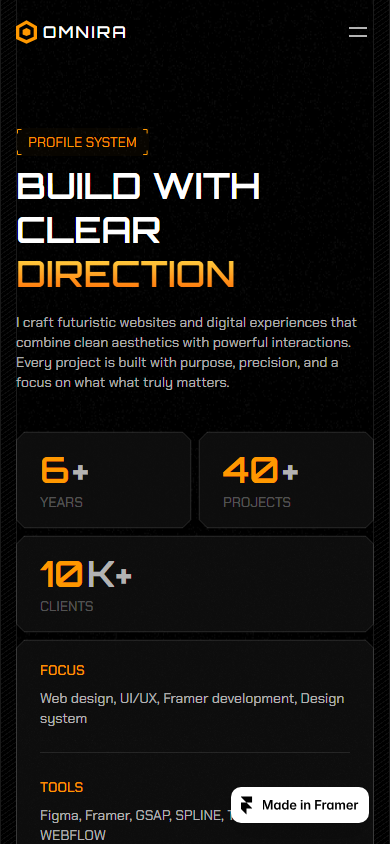 OMNIRA
PROFILE SYSTEM
BUILD WITH
CLEAR
DIRECTION
I craft futuristic websites and digital experiences that
combine clean aesthetics with powerful interactions.
Every project is built with purpose, precision, and a
focus on what what truly matters.
6+
YEARS
40+
PROJECTS
10K+
CLIENTS
FOCUS
Web design, UI/UX, Framer development, Design
system
TOOLS
Figma, Framer, GSAP, SPLINE,
WEBFLOW
Made in Framer